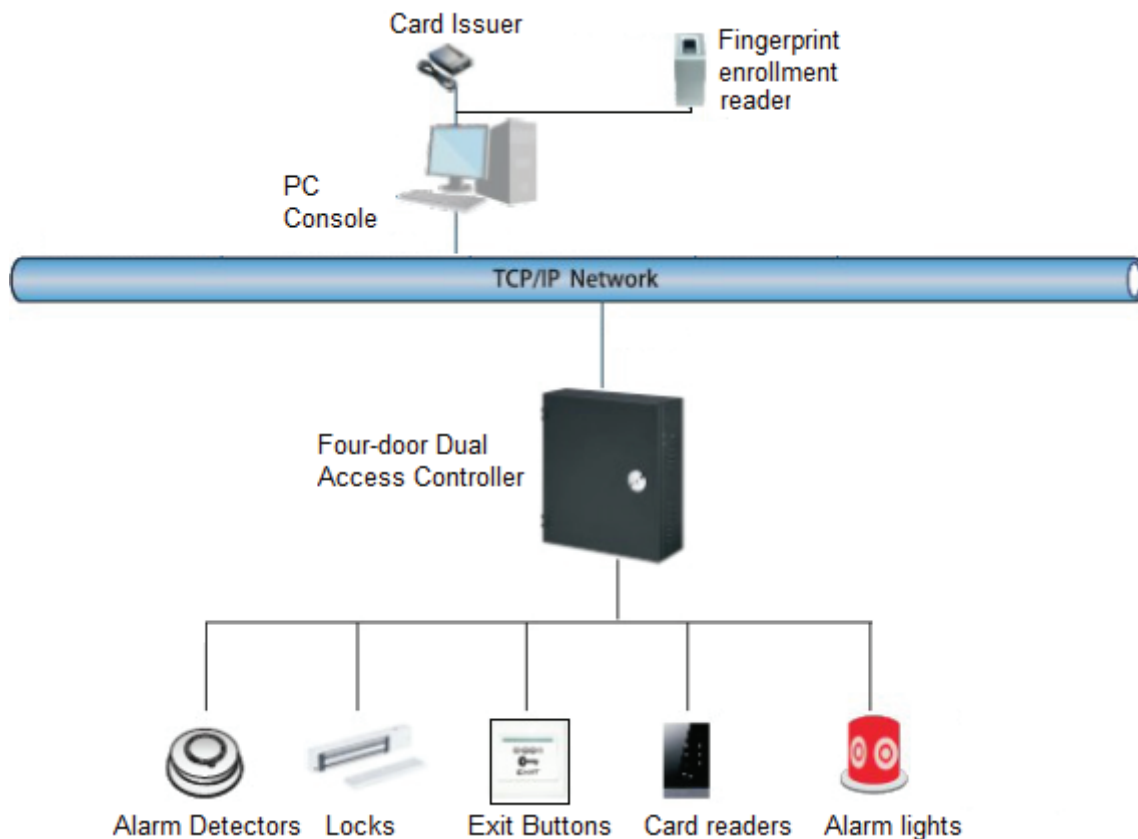 Card Issuer
Fingerprint
enrollment
reader
PC
Console
TCP/IP Network
Four-door Dual
Access Controller
EXIT
Alarm Detectors
Locks
Exit Buttons
Card readers
Alarm lights